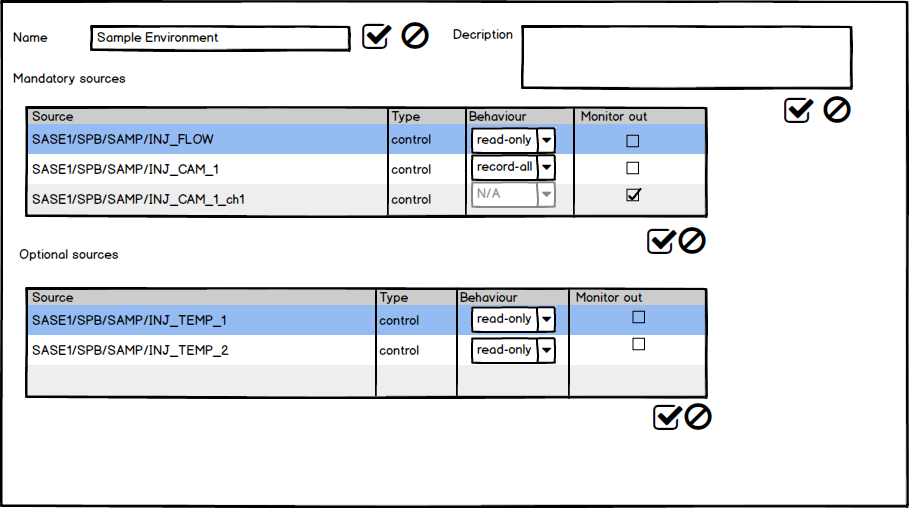 Name Sample Environment Decription
Mandatory sources
Source Type Behaviour Monitor out
SASE1/SPB/SAMP/INJ_FLOW control read-only
SASE1/SPB/SAMP/INJ_CAM_1 control record-all
SASE1/SPB/SAMP/INJ_CAM_1_ch1 control N/A
Optional sources
Source Type Behaviour Monitor out
SASE1/SPB/SAMP/INJ_TEMP_1 control read-only
SASE1/SPB/SAMP/INJ_TEMP_2 control read-only